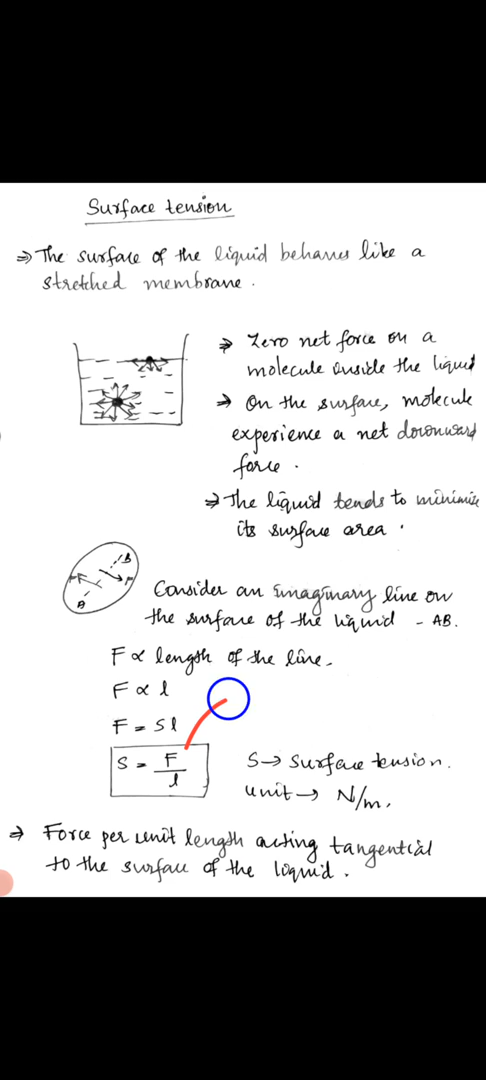 Surface tension
⇒ The surface of the liquid behaves like a
stretched membrane.
⇒ Zero net force on a
molecule inside the liquid
⇒ On the surface, molecule
experience a net downward
force.
⇒ The liquid tends to minimize
its surface area.
B
F
A
Consider an imaginary line on
the surface of the liquid - AB.
F ∝ length of the line.
F ∝ l
F = Sl
S = F/l
S → Surface tension.
unit → N/m.
⇒ Force per unit length acting tangential
to the surface of the liquid.